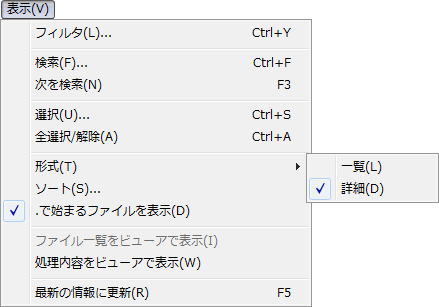 表示(V)
フィルタ(L)... Ctrl+Y
検索(F)... Ctrl+F
次を検索(N) F3
選択(U)... Ctrl+S
全選択/解除(A) Ctrl+A
形式(T)
一覧(L)
ソート(S)...
詳細(D)
.で始まるファイルを表示(D)
ファイル一覧をビューアで表示(I)
処理内容をビューアで表示(W)
最新の情報に更新(R) F5